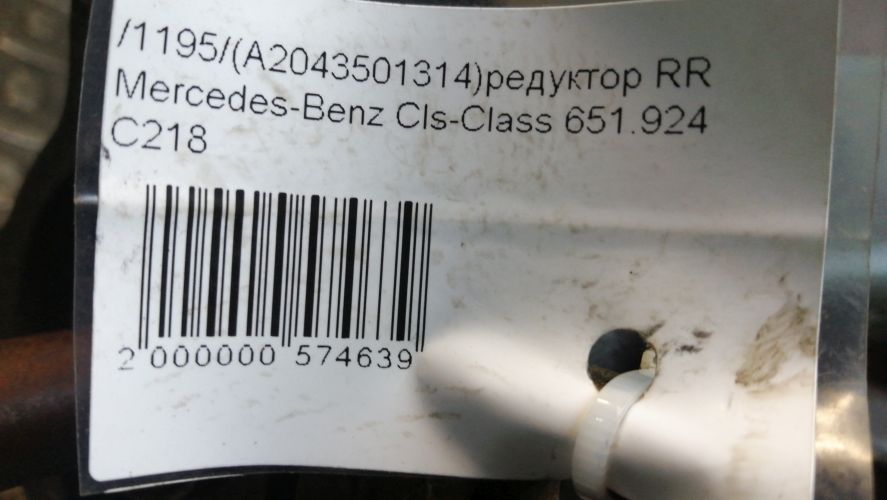 /1195/(A2043501314)редуктор RR
Mercedes-Benz Cls-Class 651.924
C218
2 000000 574639